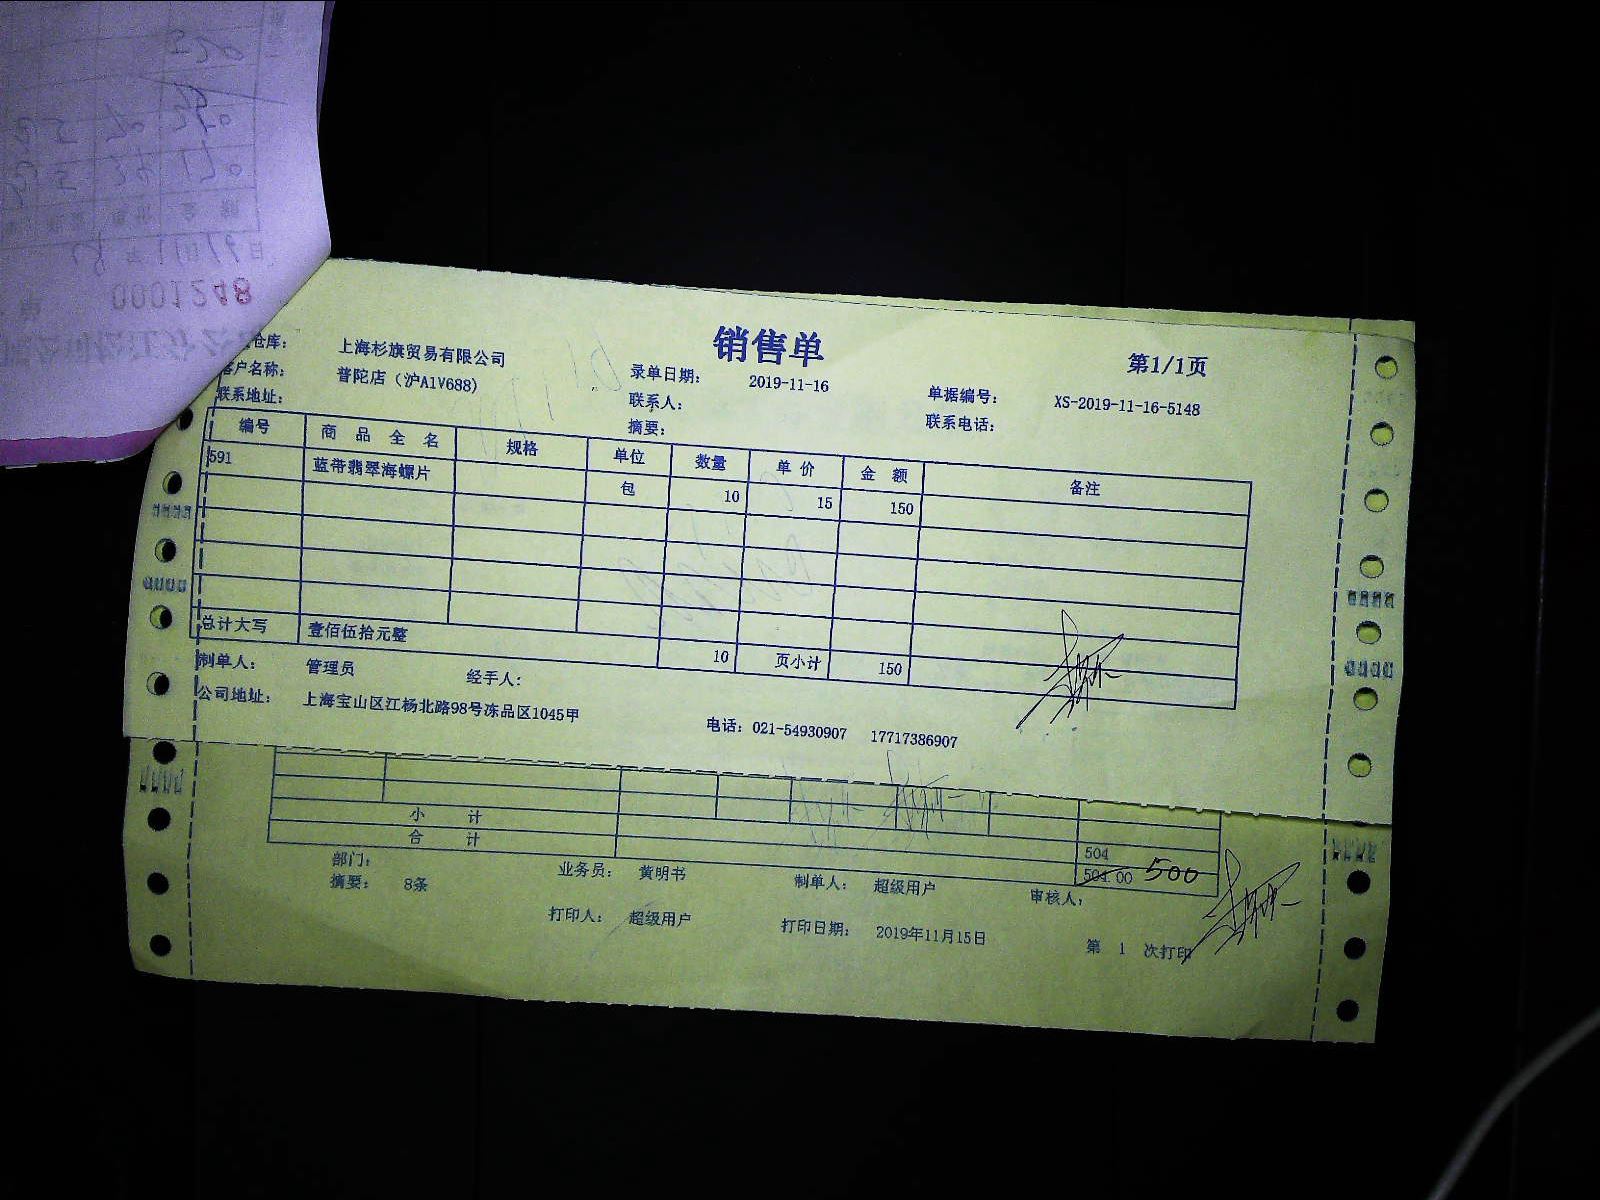 0001248
销售单
第1/1页
仓库： 上海杉旗贸易有限公司
客户名称： 普陀店（沪A1V688） 录单日期： 2019-11-16 单据编号： XS-2019-11-16-5148
联系地址： 联系人： 联系电话：
摘要：
编号 商品全名 规格 单位 数量 单价 金额 备注
591 蓝带翡翠海螺片 包 10 15 150
总计大写 壹佰伍拾元整 10 页小计 150
制单人： 管理员 经手人：
公司地址： 上海宝山区江杨北路98号冻品区1045甲 电话：021-54930907 17717386907
小计 504
合计 504.00 500
部门： 业务员： 黄明书 制单人： 超级用户 审核人：
摘要： 8条
打印人： 超级用户 打印日期： 2019年11月15日 第 1 次打印